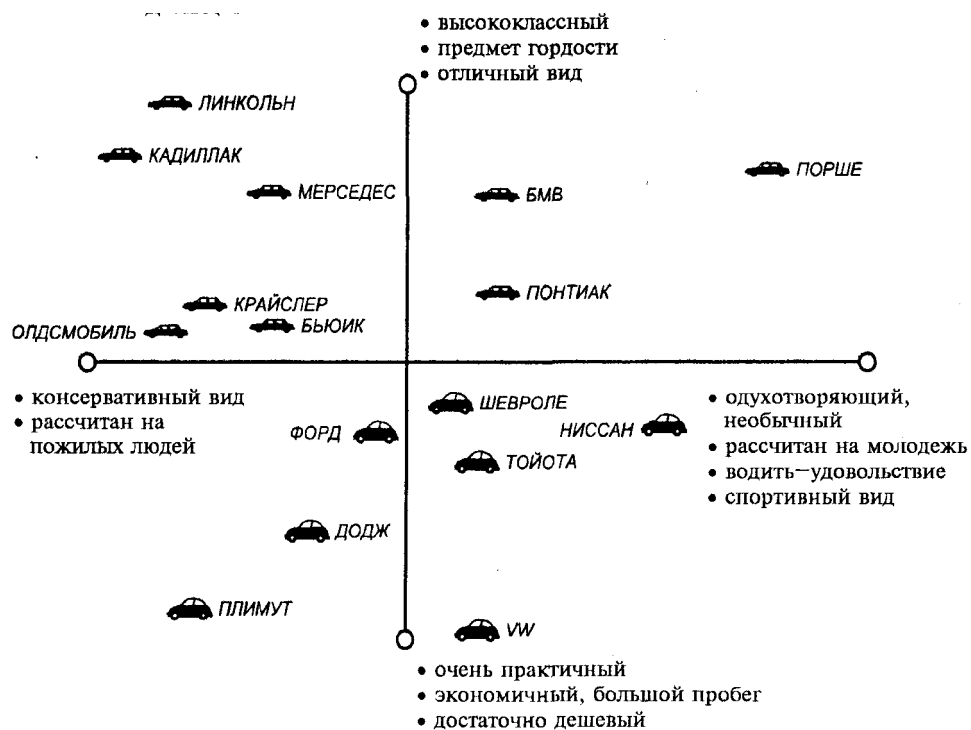 • высококлассный
• предмет гордости
• отличный вид
ЛИНКОЛЬН
КАДИЛЛАК
МЕРСЕДЕС
БМВ
ПОРШЕ
КРАЙСЛЕР
ПОНТИАК
ОЛДСМОБИЛЬ
БЬЮИК
• консервативный вид
• рассчитан на
пожилых людей
ШЕВРОЛЕ
ФОРД
НИССАН
ТОЙОТА
• одухотворяющий,
необычный
• рассчитан на молодежь
• водить—удовольствие
• спортивный вид
ДОДЖ
ПЛИМУТ
VW
• очень практичный
• экономичный, большой пробег
• достаточно дешевый